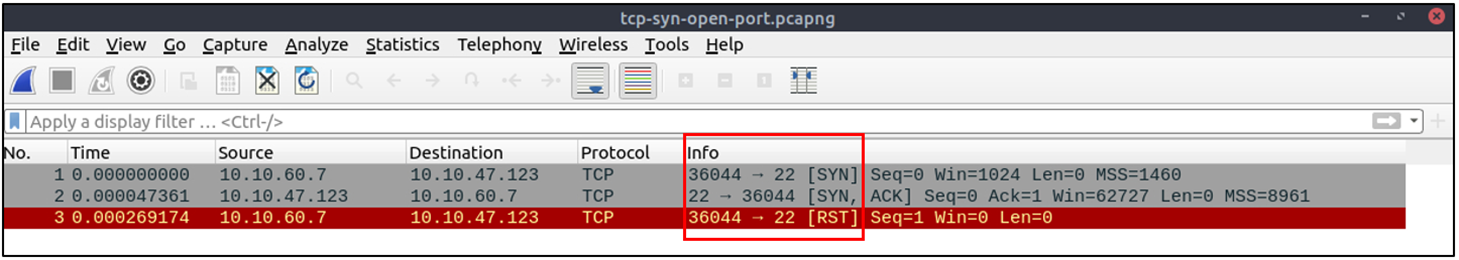 tcp-syn-open-port.pcapng
File Edit View Go Capture Analyze Statistics Telephony Wireless Tools Help
Apply a display filter … <Ctrl-/>
No. Time Source Destination Protocol Info
1 0.000000000 10.10.60.7 10.10.47.123 TCP 36044 → 22 [SYN] Seq=0 Win=1024 Len=0 MSS=1460
2 0.000047361 10.10.47.123 10.10.60.7 TCP 22 → 36044 [SYN, ACK] Seq=0 Ack=1 Win=62727 Len=0 MSS=8961
3 0.000269174 10.10.60.7 10.10.47.123 TCP 36044 → 22 [RST] Seq=1 Win=0 Len=0